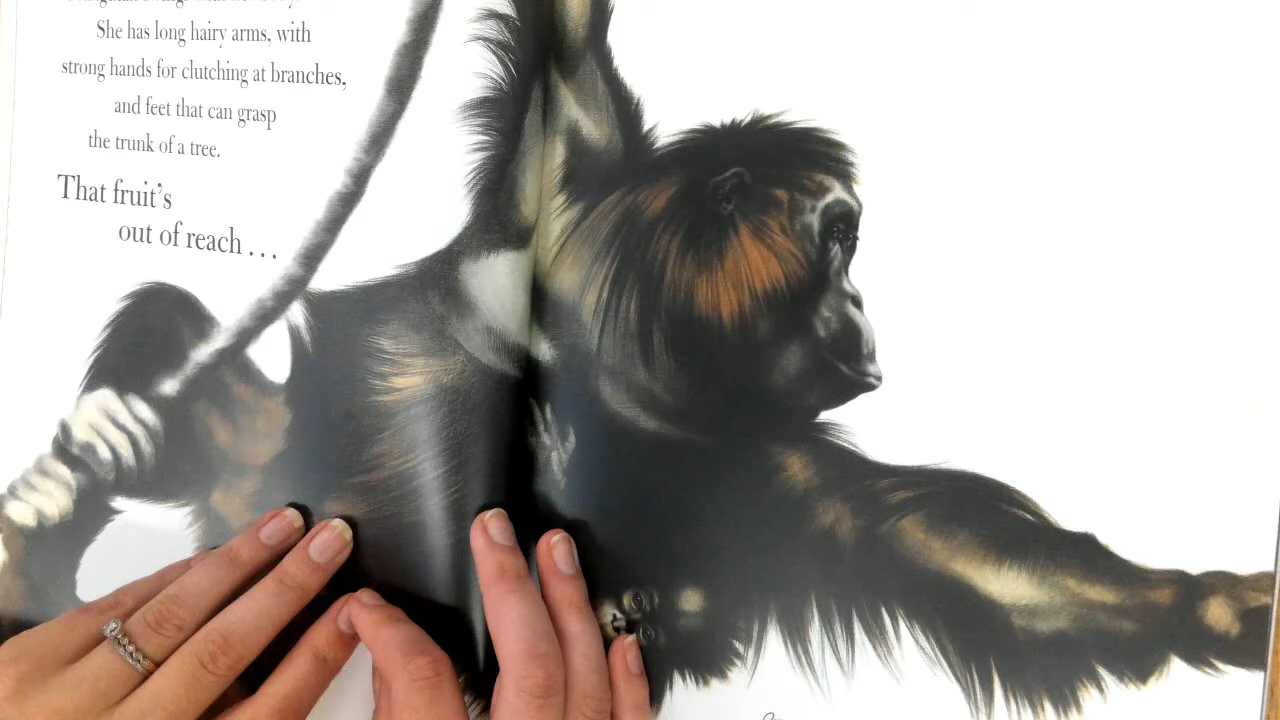 She has long hairy arms, with
strong hands for clutching at branches,
and feet that can grasp
the trunk of a tree.
That fruit's
out of reach . . .